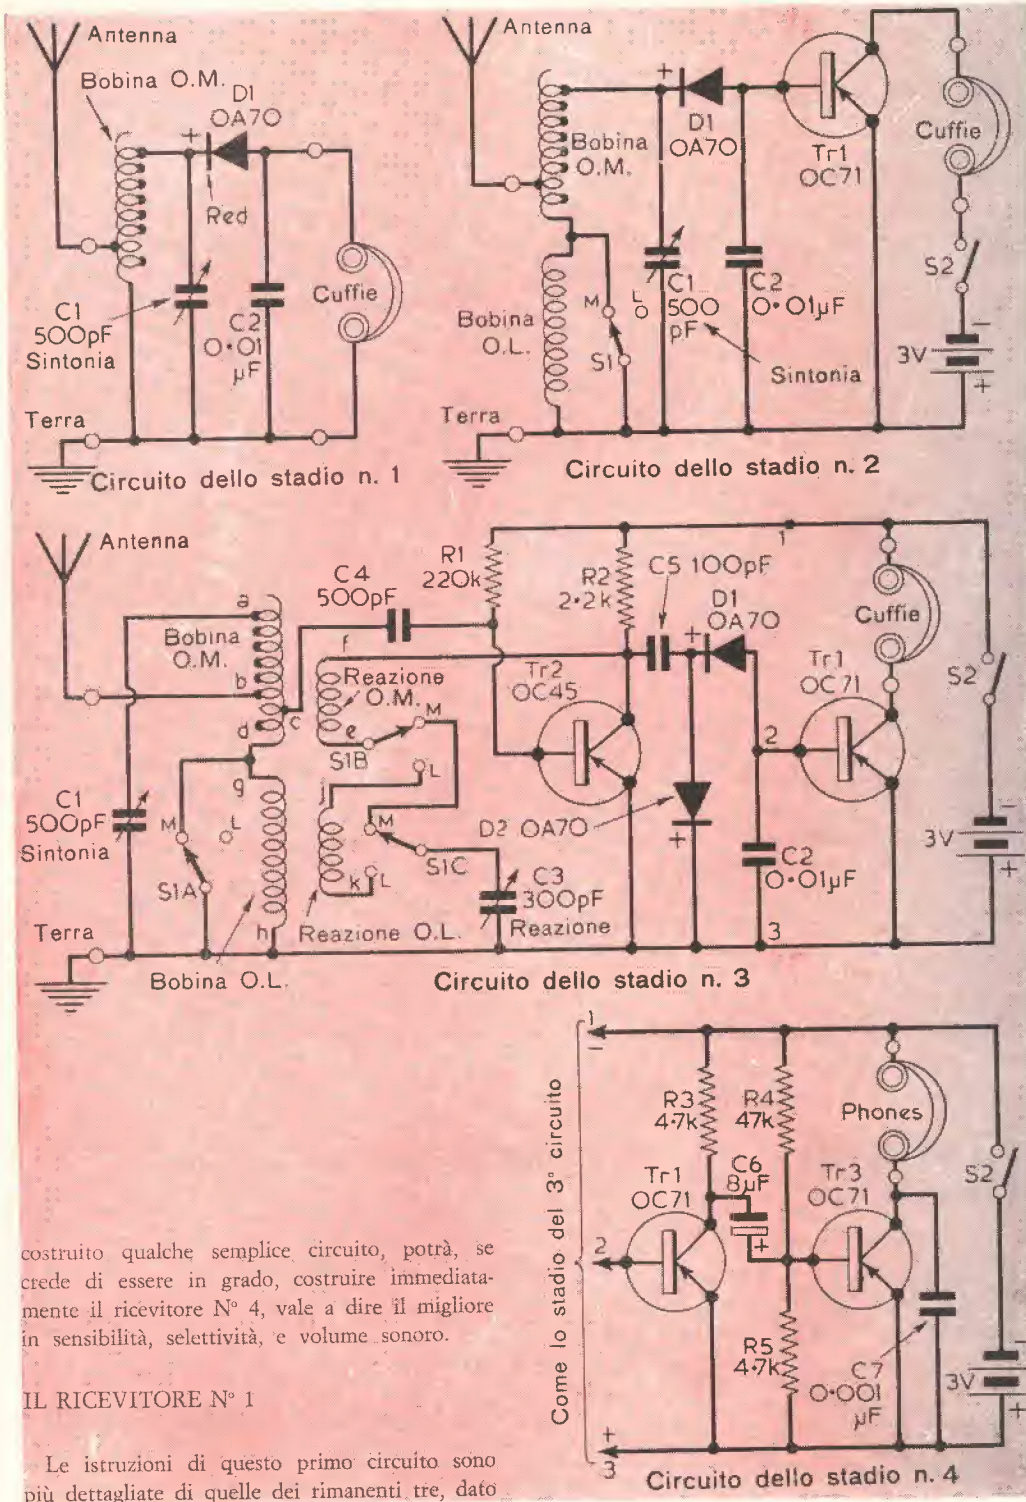 Antenna
Bobina O.M.
D1
OA70
+
Red
C1
500pF
Sintonia
C2
0·01
µF
Cuffie
Terra
Circuito dello stadio n. 1
Antenna
Bobina
O.M.
+
D1
OA70
Tr1
OC71
Cuffie
S2
M
L
C1
500
pF
C2
0·01µF
Bobina
O.L.
S1
Sintonia
3V
-
+
Terra
Circuito dello stadio n. 2
Antenna
a
Bobina
O.M.
b
c
d
g
C4
500pF
R1
220k
R2
2·2k
C5 100pF
D1
+ OA70
1
Cuffie
f
Reazione
O.M.
e
M
S1B
L
Tr2
OC45
Tr1
OC71
2
S2
C1
500pF
Sintonia
M
L
S1A
j
M
k
L
S1C
D2 OA70
+
C2
0·01µF
C3
300pF
Reazione
3V
-
+
Terra
h
Reazione O.L.
3
Bobina O.L.
Circuito dello stadio n. 3
Come lo stadio del 3° circuito
1
-
R3
4·7k
R4
47k
Phones
Tr1
OC71
C6
8µF
+
Tr3
OC71
S2
2
R5
4·7k
C7
0·001
µF
3V
-
+
+
3
Circuito dello stadio n. 4
costruito qualche semplice circuito, potrà, se
crede di essere in grado, costruire immediata-
mente il ricevitore N° 4, vale a dire il migliore
in sensibilità, selettività, e volume sonoro.
IL RICEVITORE N° 1
Le istruzioni di questo primo circuito sono
più dettagliate di quelle dei rimanenti tre, dato